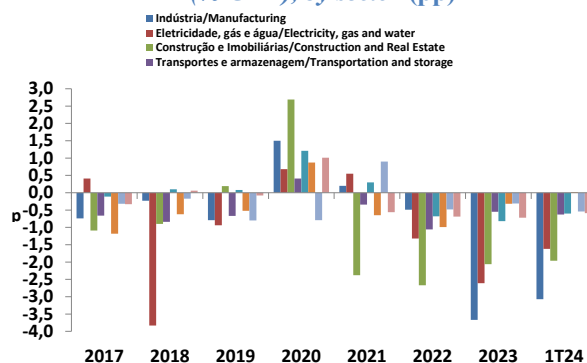 (pp)
Indústria/Manufacturing
Eletricidade, gás e água/Electricity, gas and water
Construção e Imobiliárias/Construction and Real Estate
Transportes e armazenagem/Transportation and storage
3,0
2,5
2,0
1,5
1,0
0,5
0,0
-0,5
-1,0
-1,5
-2,0
-2,5
-3,0
-3,5
-4,0
p
2017 2018 2019 2020 2021 2022 2023 1T24